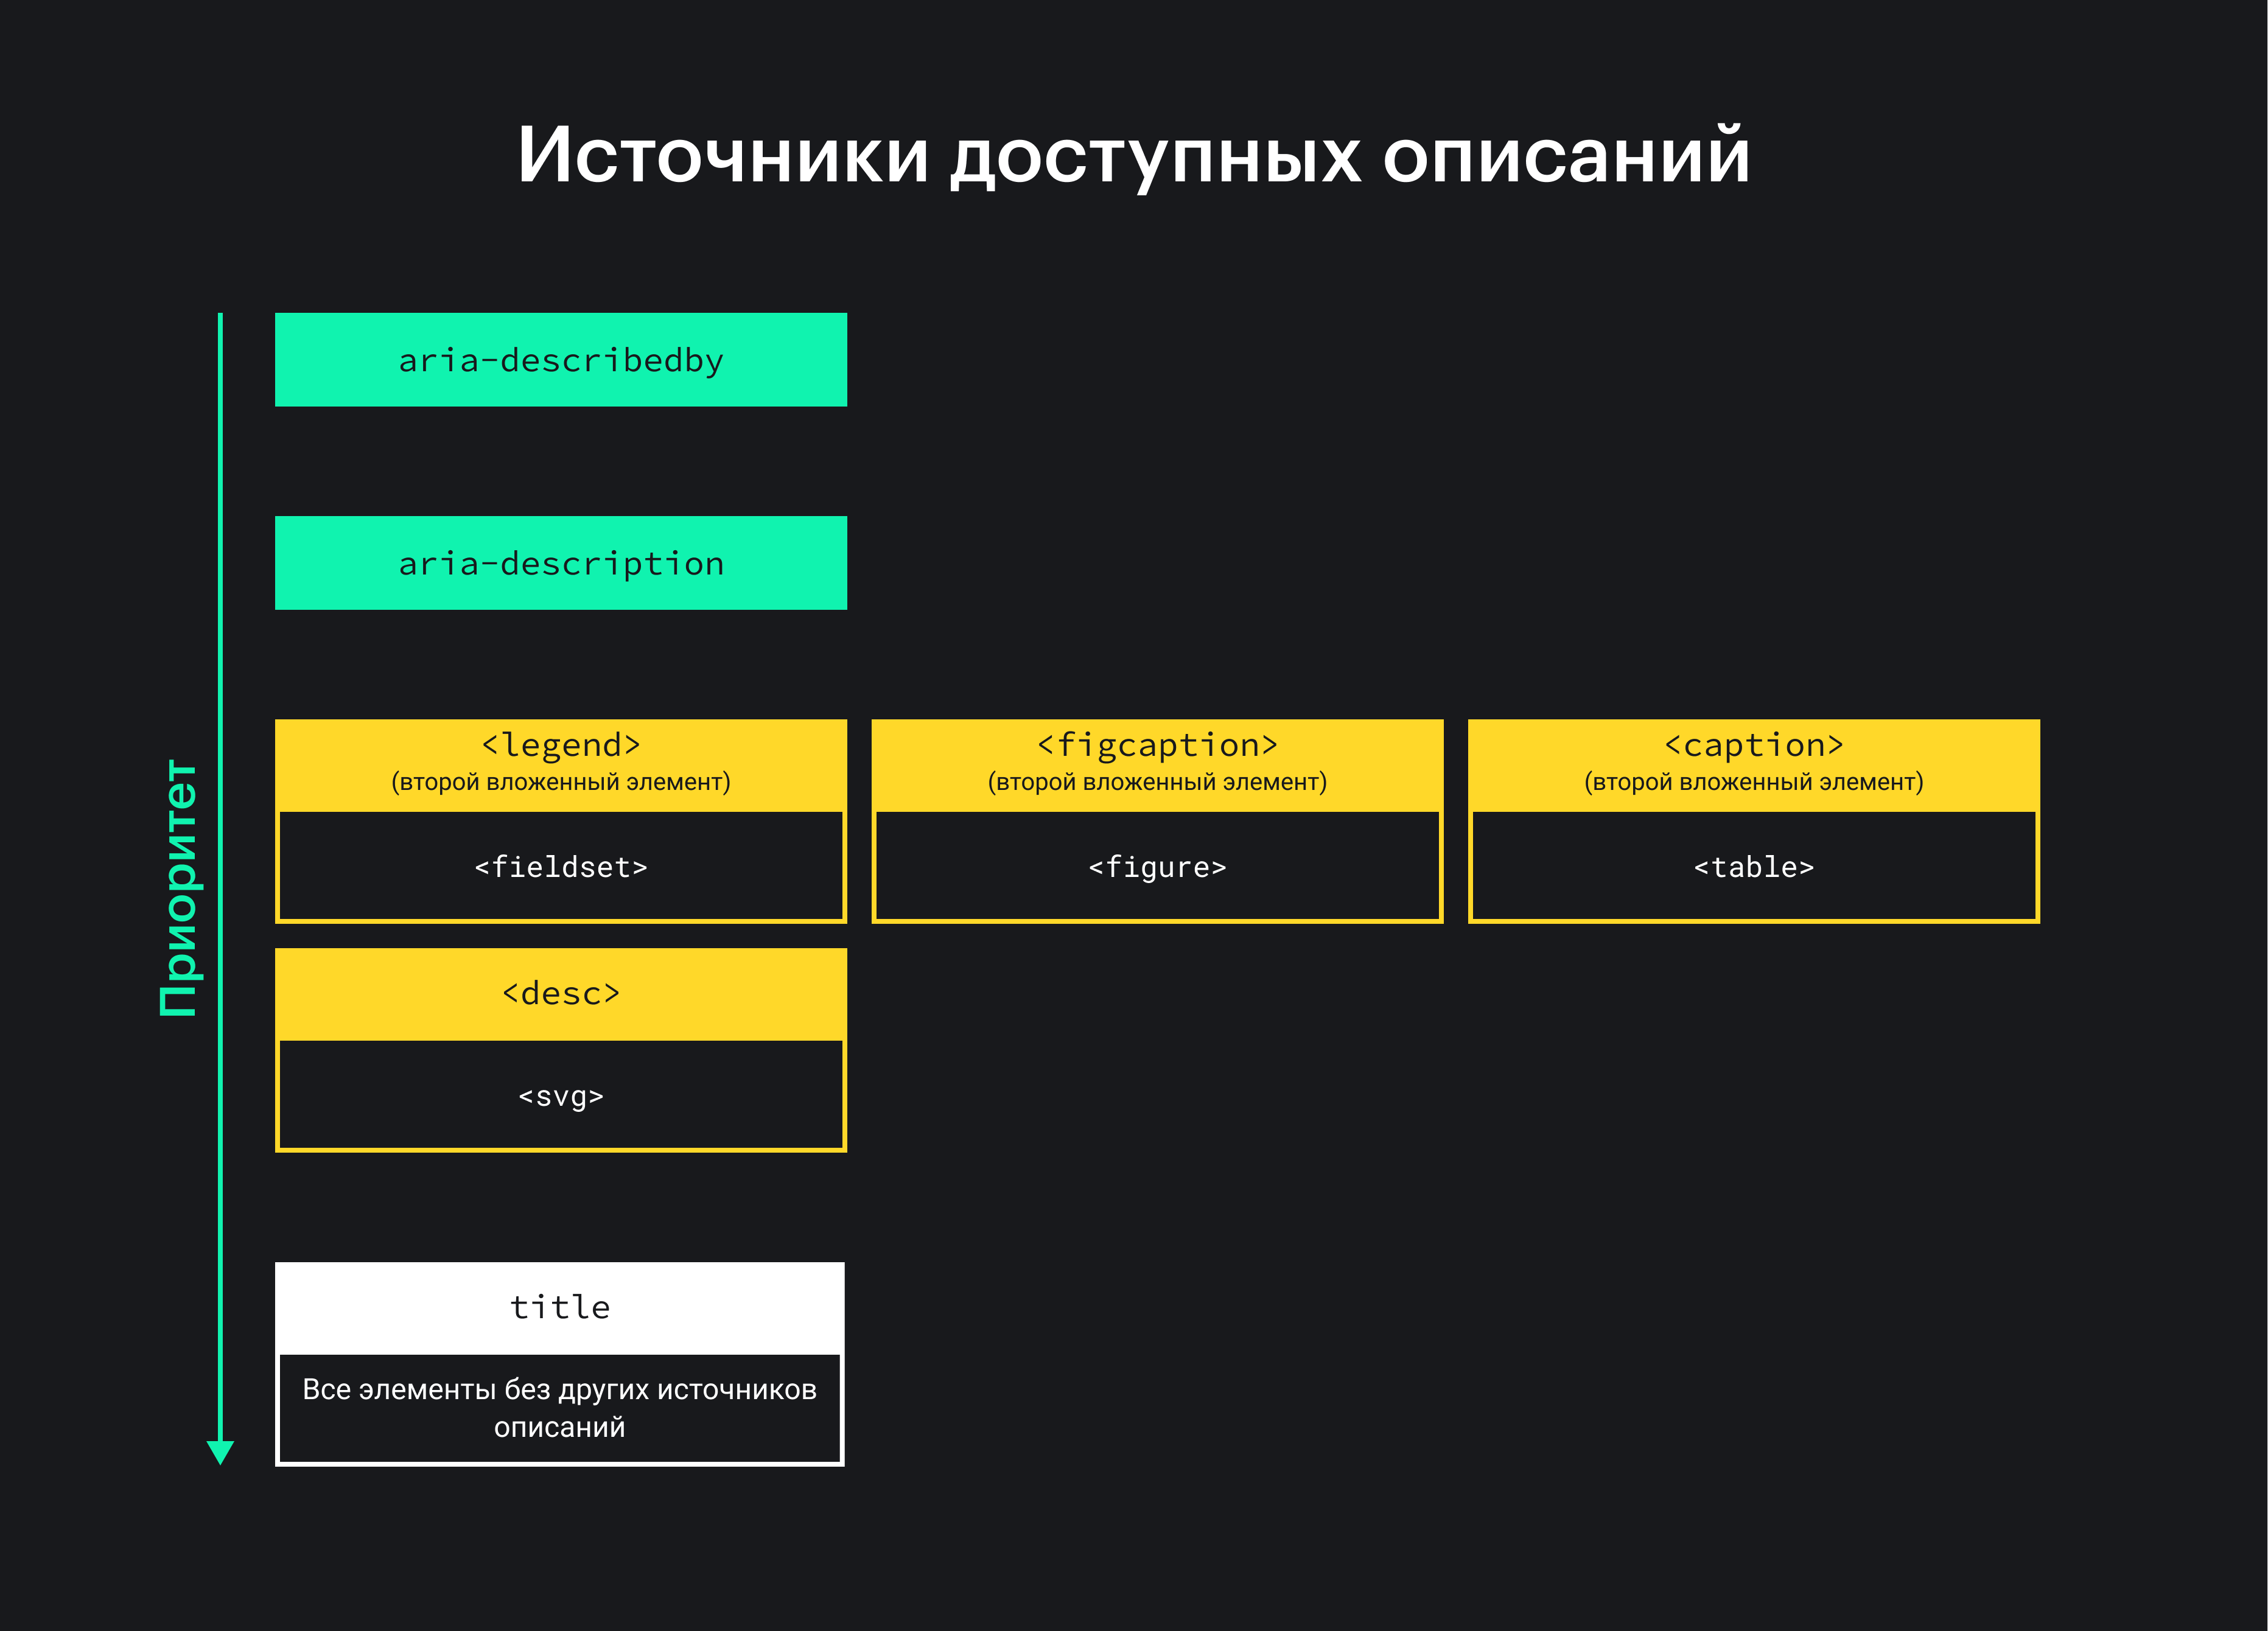 Источники доступных описаний
Приоритет
aria-describedby
aria-description
<legend>
(второй вложенный элемент)
<fieldset>
<figcaption>
(второй вложенный элемент)
<figure>
<caption>
(второй вложенный элемент)
<table>
<desc>
<svg>
title
Все элементы без других источников
описаний